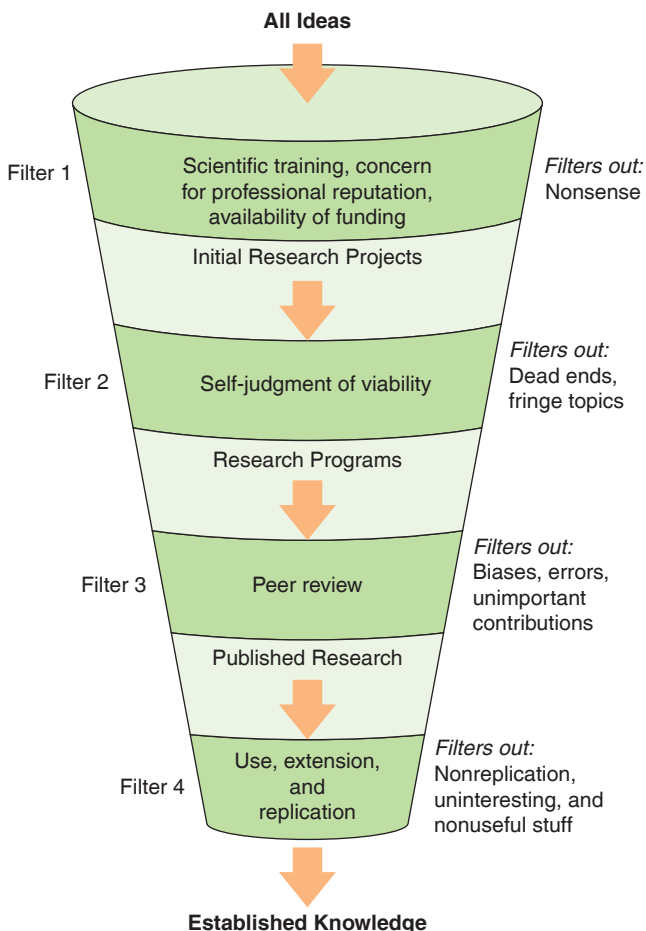 All Ideas
Filter 1
Scientific training, concern
for professional reputation,
availability of funding
Filters out:
Nonsense
Initial Research Projects
Filter 2
Self-judgment of viability
Filters out:
Dead ends,
fringe topics
Research Programs
Filter 3
Peer review
Filters out:
Biases, errors,
unimportant
contributions
Published Research
Filter 4
Use, extension,
and
replication
Filters out:
Nonreplication,
uninteresting, and
nonuseful stuff
Established Knowledge